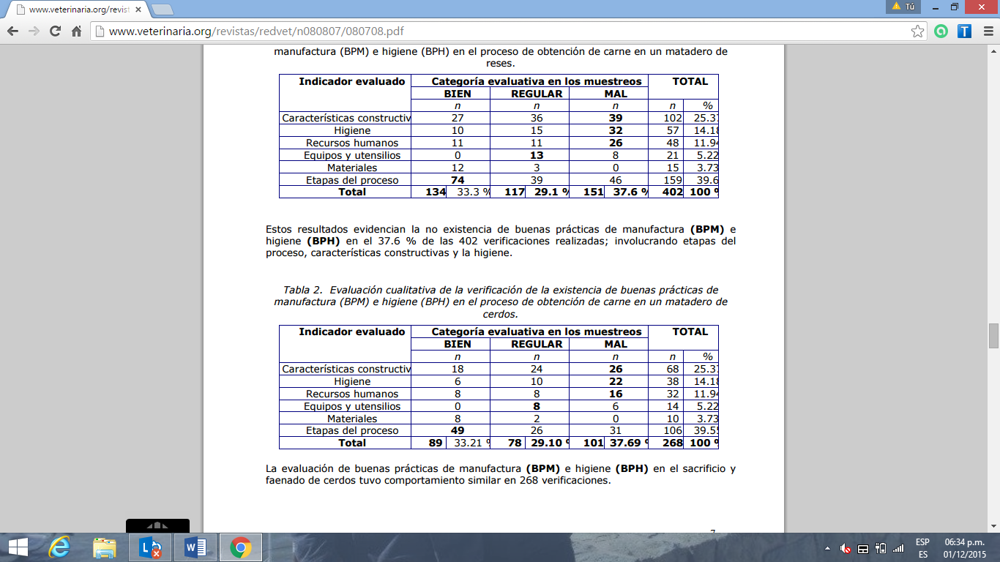 www.veterinaria.org/revist
Tú
www.veterinaria.org/revistas/redvet/n080807/080708.pdf
manufactura (BPM) e higiene (BPH) en el proceso de obtención de carne en un matadero de
reses.
Indicador evaluado Categoría evaluativa en los muestreos TOTAL
BIEN REGULAR MAL
n n n n %
Características constructiv 27 36 39 102 25.37
Higiene 10 15 32 57 14.18
Recursos humanos 11 11 26 48 11.94
Equipos y utensilios 0 13 8 21 5.22
Materiales 12 3 0 15 3.73
Etapas del proceso 74 39 46 159 39.6
Total 134 33.3 % 117 29.1 % 151 37.6 % 402 100 %
Estos resultados evidencian la no existencia de buenas prácticas de manufactura (BPM) e
higiene (BPH) en el 37.6 % de las 402 verificaciones realizadas; involucrando etapas del
proceso, características constructivas y la higiene.
Tabla 2. Evaluación cualitativa de la verificación de la existencia de buenas prácticas de
manufactura (BPM) e higiene (BPH) en el proceso de obtención de carne en un matadero de
cerdos.
Indicador evaluado Categoría evaluativa en los muestreos TOTAL
BIEN REGULAR MAL
n n n n %
Características constructiv 18 24 26 68 25.37
Higiene 6 10 22 38 14.18
Recursos humanos 8 8 16 32 11.94
Equipos y utensilios 0 8 6 14 5.22
Materiales 8 2 0 10 3.73
Etapas del proceso 49 26 31 106 39.55
Total 89 33.21 % 78 29.10 % 101 37.69 % 268 100 %
La evaluación de buenas prácticas de manufactura (BPM) e higiene (BPH) en el sacrificio y
faenado de cerdos tuvo comportamiento similar en 268 verificaciones.
ESP 06:34 p.m.
ES 01/12/2015